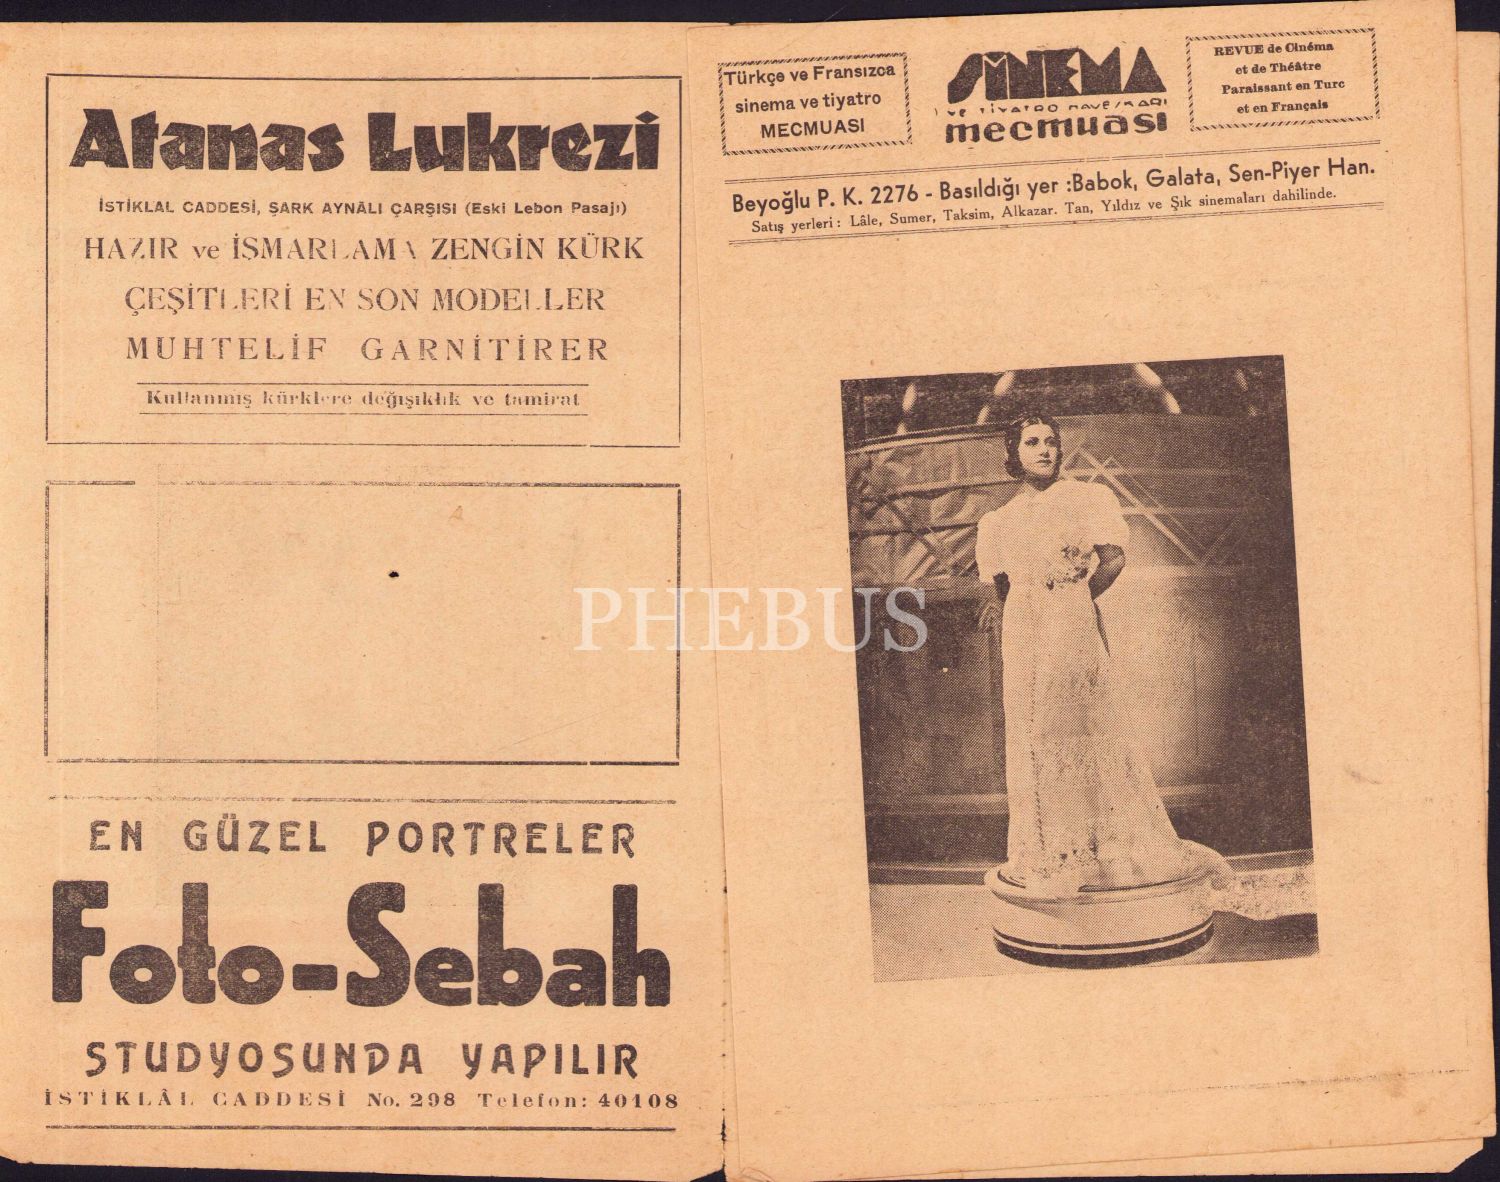 Atanas Lukrezi
İSTİKLAL CADDESİ, ŞARK AYNALI ÇARŞISI (Eski Lebon Pasajı)
HAZIR ve İSMARLAMA ZENGİN KÜRK
ÇEŞİTLERİ EN SON MODELLER
MUHTELİF GARNİTİRER
Kullanmış kürklere değışıklık ve tamirat
EN GÜZEL PORTRELER
Foto-Sebah
STUDYOSUNDA YAPILIR
İSTİKLÂL CADDESİ No. 298 Telefon: 40108
Türkçe ve Fransızca
sinema ve tiyatro
MECMUASI
SİNEMA
mecmuası
REVUE de Cinéma
et de Théâtre
Paraissant en Turc
et en Français
Beyoğlu P. K. 2276 - Basıldığı yer :Babok, Galata, Sen-Piyer Han.
Satış yerleri : Lâle, Sumer, Taksim, Alkazar. Tan, Yıldız ve Şık sinemaları dahilinde.
PHEBUS